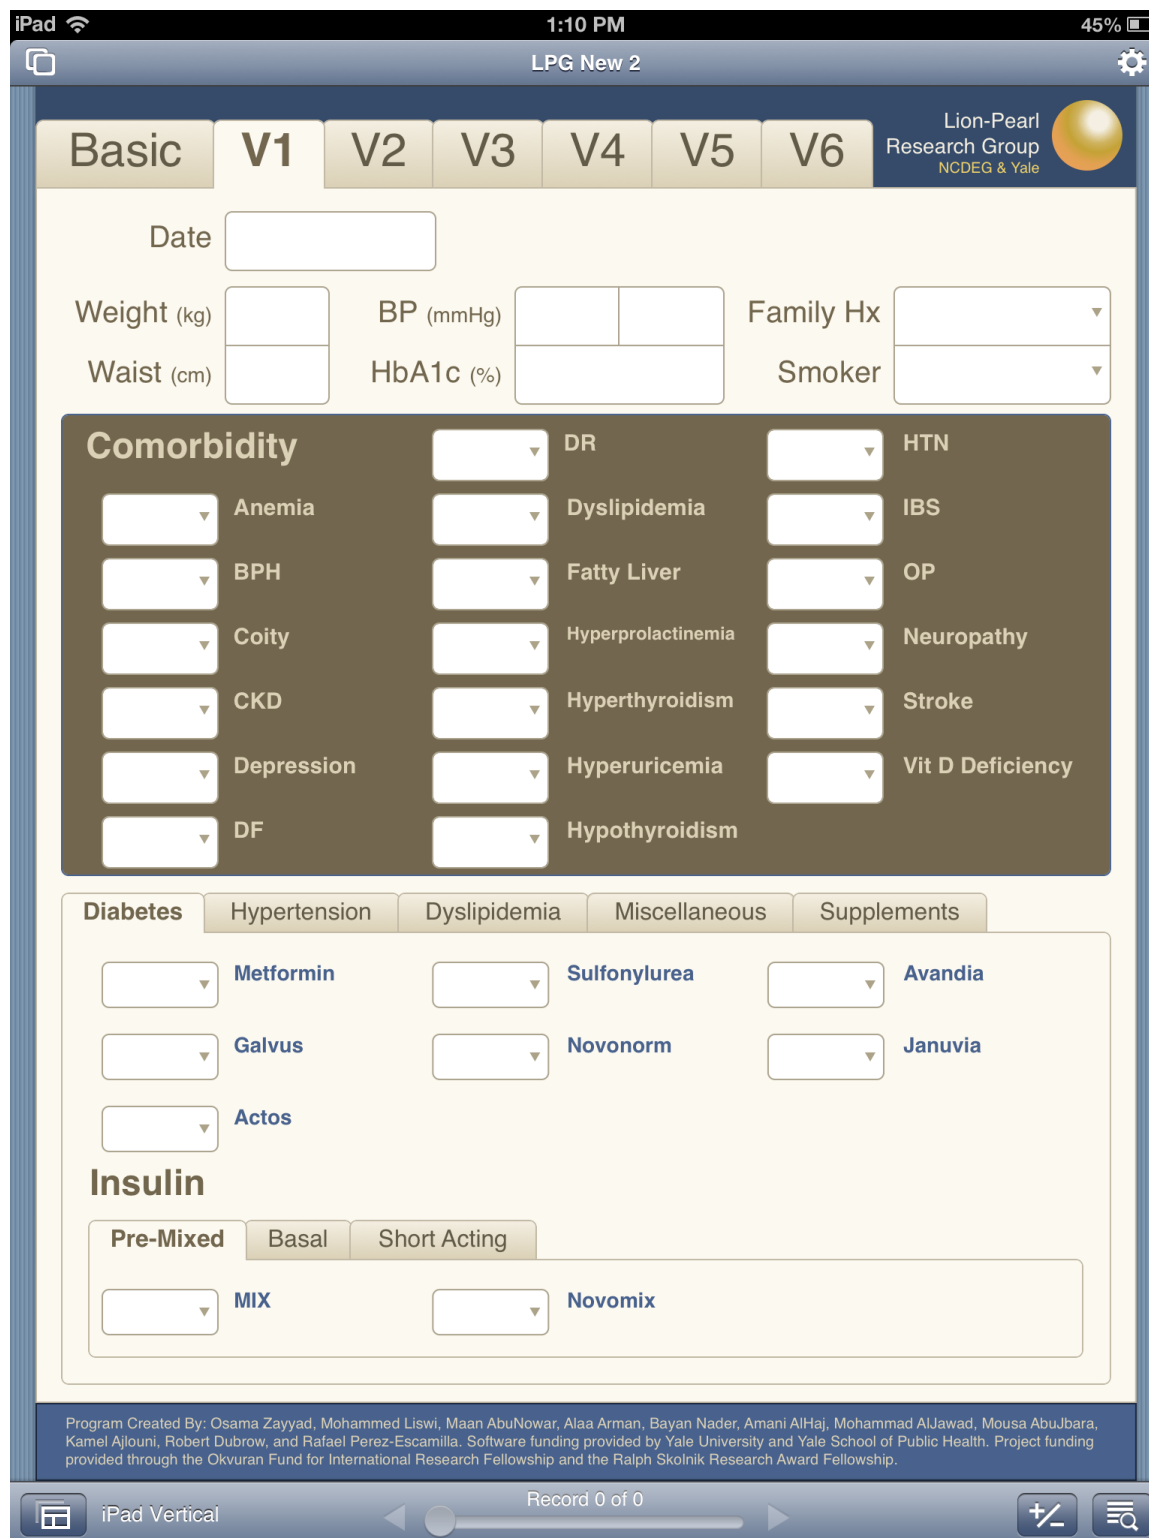 iPad 1:10 PM 45%
LPG New 2
Basic V1 V2 V3 V4 V5 V6
Lion-Pearl
Research Group
NCDEG & Yale
Date
Weight (kg) BP (mmHg) Family Hx
Waist (cm) HbA1c (%) Smoker
Comorbidity DR HTN
Anemia Dyslipidemia IBS
BPH Fatty Liver OP
Coity Hyperprolactinemia Neuropathy
CKD Hyperthyroidism Stroke
Depression Hyperuricemia Vit D Deficiency
DF Hypothyroidism
Diabetes Hypertension Dyslipidemia Miscellaneous Supplements
Metformin Sulfonylurea Avandia
Galvus Novonorm Januvia
Actos
Insulin
Pre-Mixed Basal Short Acting
MIX Novomix
Program Created By: Osama Zayyad, Mohammed Liswi, Maan AbuNowar, Alaa Arman, Bayan Nader, Amani AlHaj, Mohammad AlJawad, Mousa AbuJbara,
Kamel Ajlouni, Robert Dubrow, and Rafael Perez-Escamilla. Software funding provided by Yale University and Yale School of Public Health. Project funding
provided through the Okvuran Fund for International Research Fellowship and the Ralph Skolnik Research Award Fellowship.
Record 0 of 0
iPad Vertical